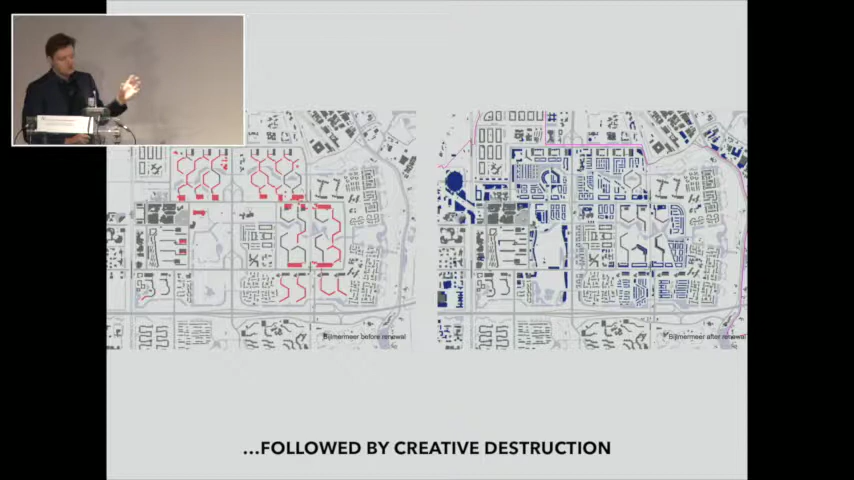 Bijlmermeer before renewal
Bijlmermeer after renewal
...FOLLOWED BY CREATIVE DESTRUCTION